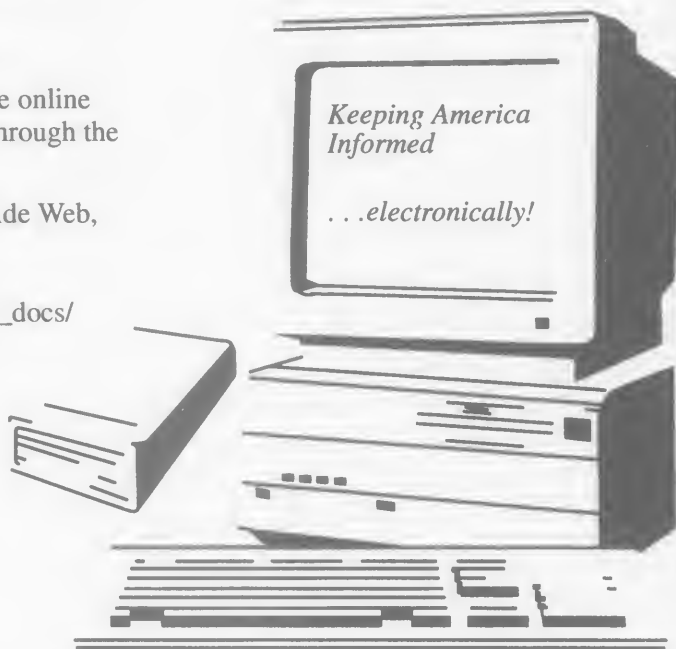 e online
hrough the
de Web,
_docs/
Keeping America
Informed
. . .electronically!